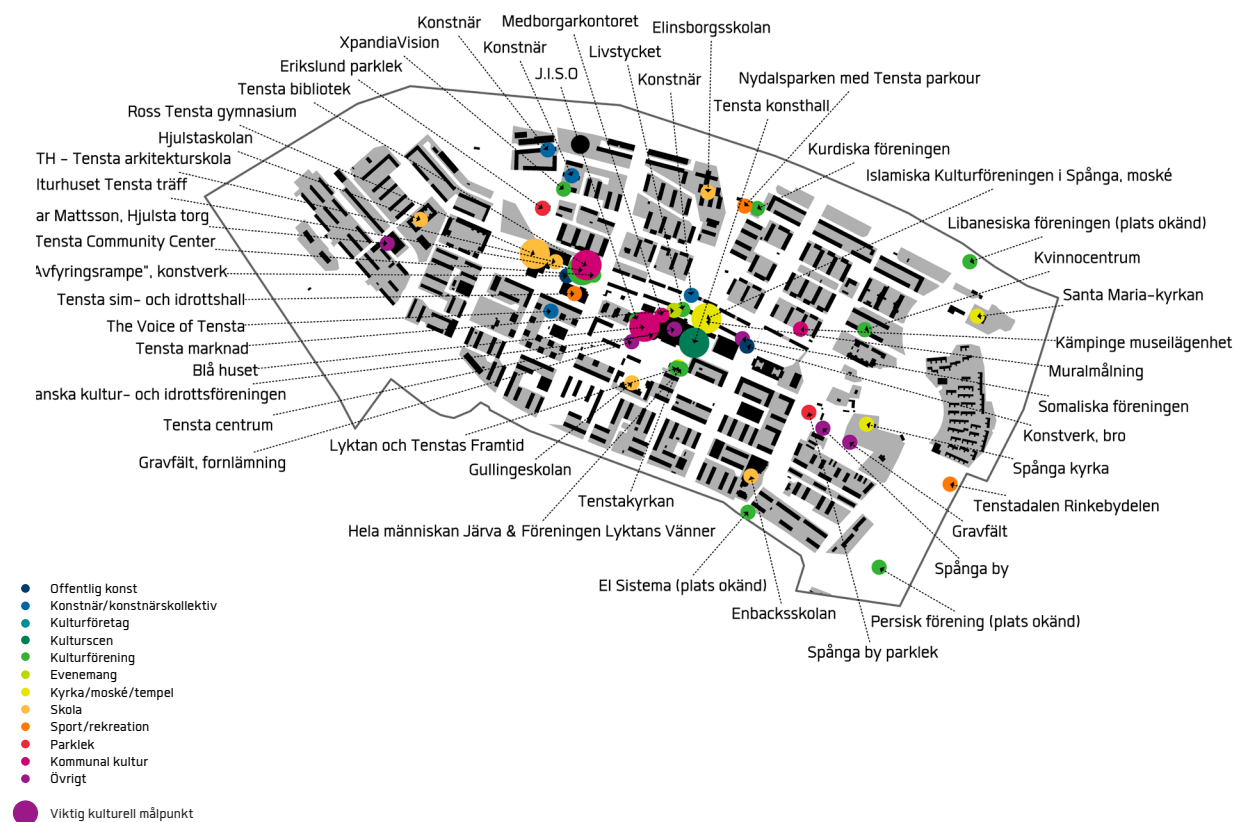 Konstnär
Medborgarkontoret
Elinsborgsskolan
XpandiaVision
Konstnär
Livstycket
Erikslund parklek
J.I.S.O
Konstnär
Nydalsparken med Tensta parkour
Tensta bibliotek
Tensta konsthall
Ross Tensta gymnasium
Hjulstaskolan
Kurdiska föreningen
TH - Tensta arkitekturskola
Islamiska Kulturföreningen i Spånga, moské
lturhuset Tensta träff
ar Mattsson, Hjulsta torg
Libanesiska föreningen (plats okänd)
Tensta Community Center
Kvinnocentrum
Avfyringsrampe", konstverk
Tensta sim- och idrottshall
Santa Maria-kyrkan
The Voice of Tensta
Kämpinge museilägenhet
Tensta marknad
Blå huset
Muralmålning
anska kultur- och idrottsföreningen
Somaliska föreningen
Tensta centrum
Konstverk, bro
Lyktan och Tenstas Framtid
Gravfält, fornlämning
Gullingeskolan
Spånga kyrka
Tenstakyrkan
Tenstadalen Rinkebydelen
Hela människan Järva & Föreningen Lyktans Vänner
Gravfält
Spånga by
El Sistema (plats okänd)
Enbacksskolan
Persisk förening (plats okänd)
Spånga by parklek
Offentlig konst
Konstnär/konstnärskollektiv
Kulturföretag
Kulturscen
Kulturförening
Evenemang
Kyrka/moské/tempel
Skola
Sport/rekreation
Parklek
Kommunal kultur
Övrigt
Viktig kulturell målpunkt